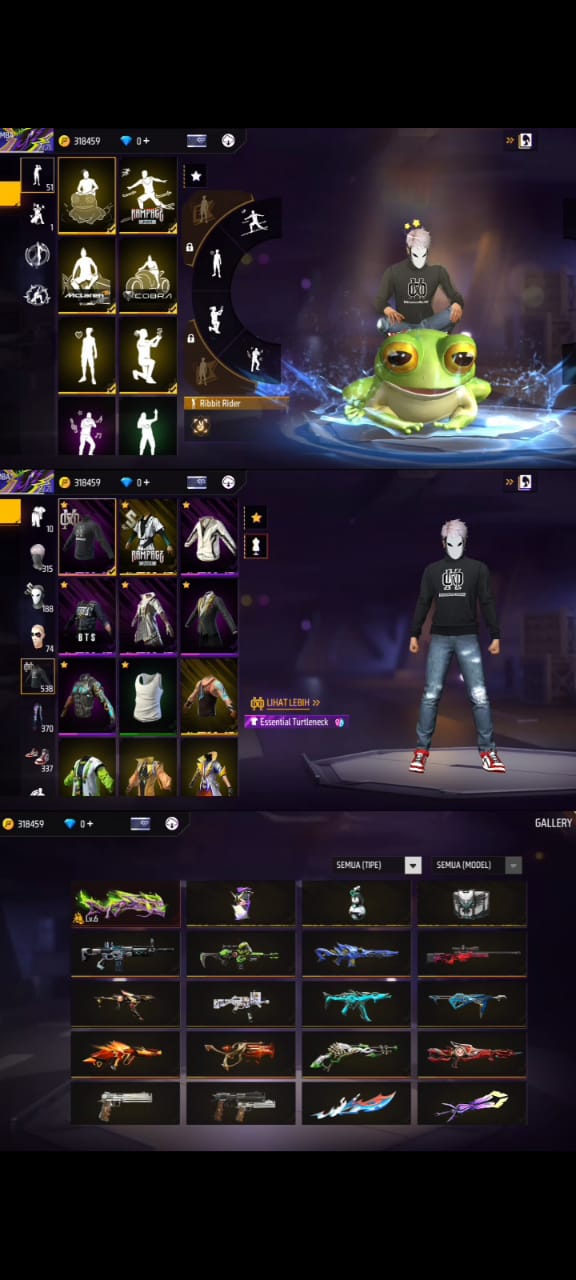 318459 0+
51
1
RAMPAGE
McLaren
COBRA
Ribbit Rider
318459 0+
10
315
188
74
538
370
337
RAMPAGE
BTS
LIHAT LEBIH >>
Essential Turtleneck
318459 0+
GALLERY
SEMUA (TIPE) SEMUA (MODEL)
Lv.6